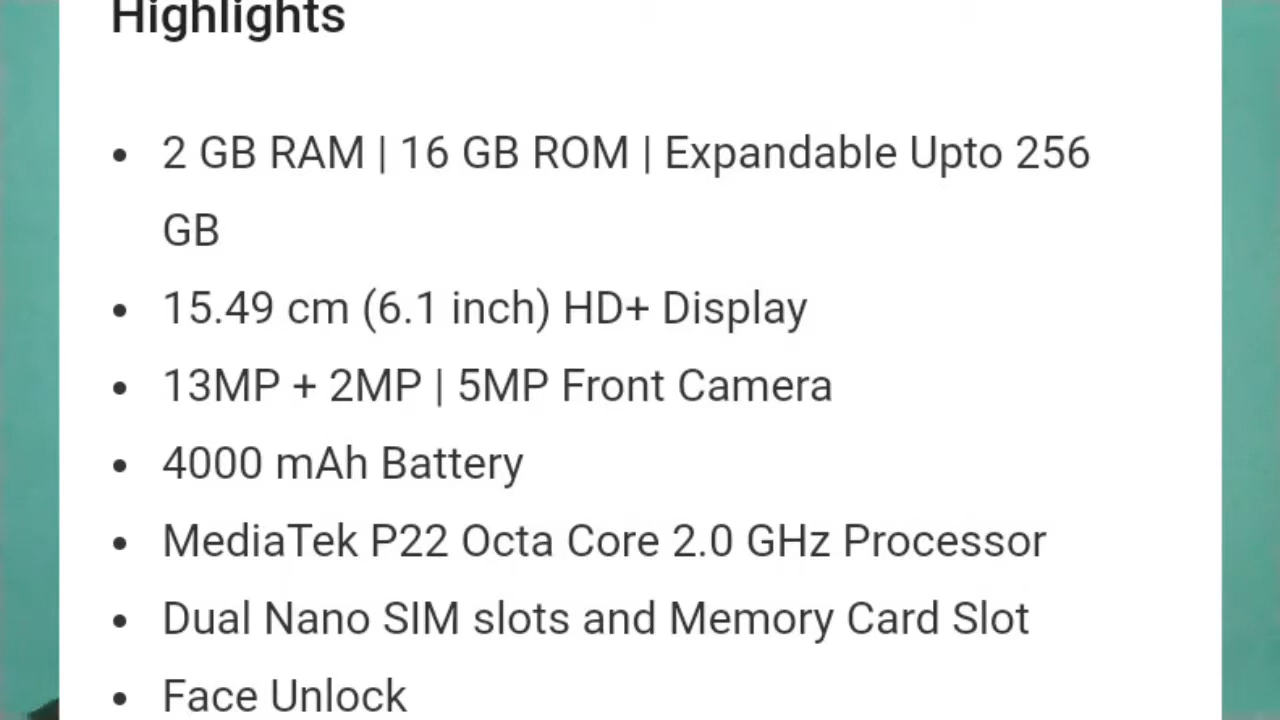 Highlights
2 GB RAM | 16 GB ROM | Expandable Upto 256
GB
15.49 cm (6.1 inch) HD+ Display
13MP + 2MP | 5MP Front Camera
4000 mAh Battery
MediaTek P22 Octa Core 2.0 GHz Processor
Dual Nano SIM slots and Memory Card Slot
Face Unlock